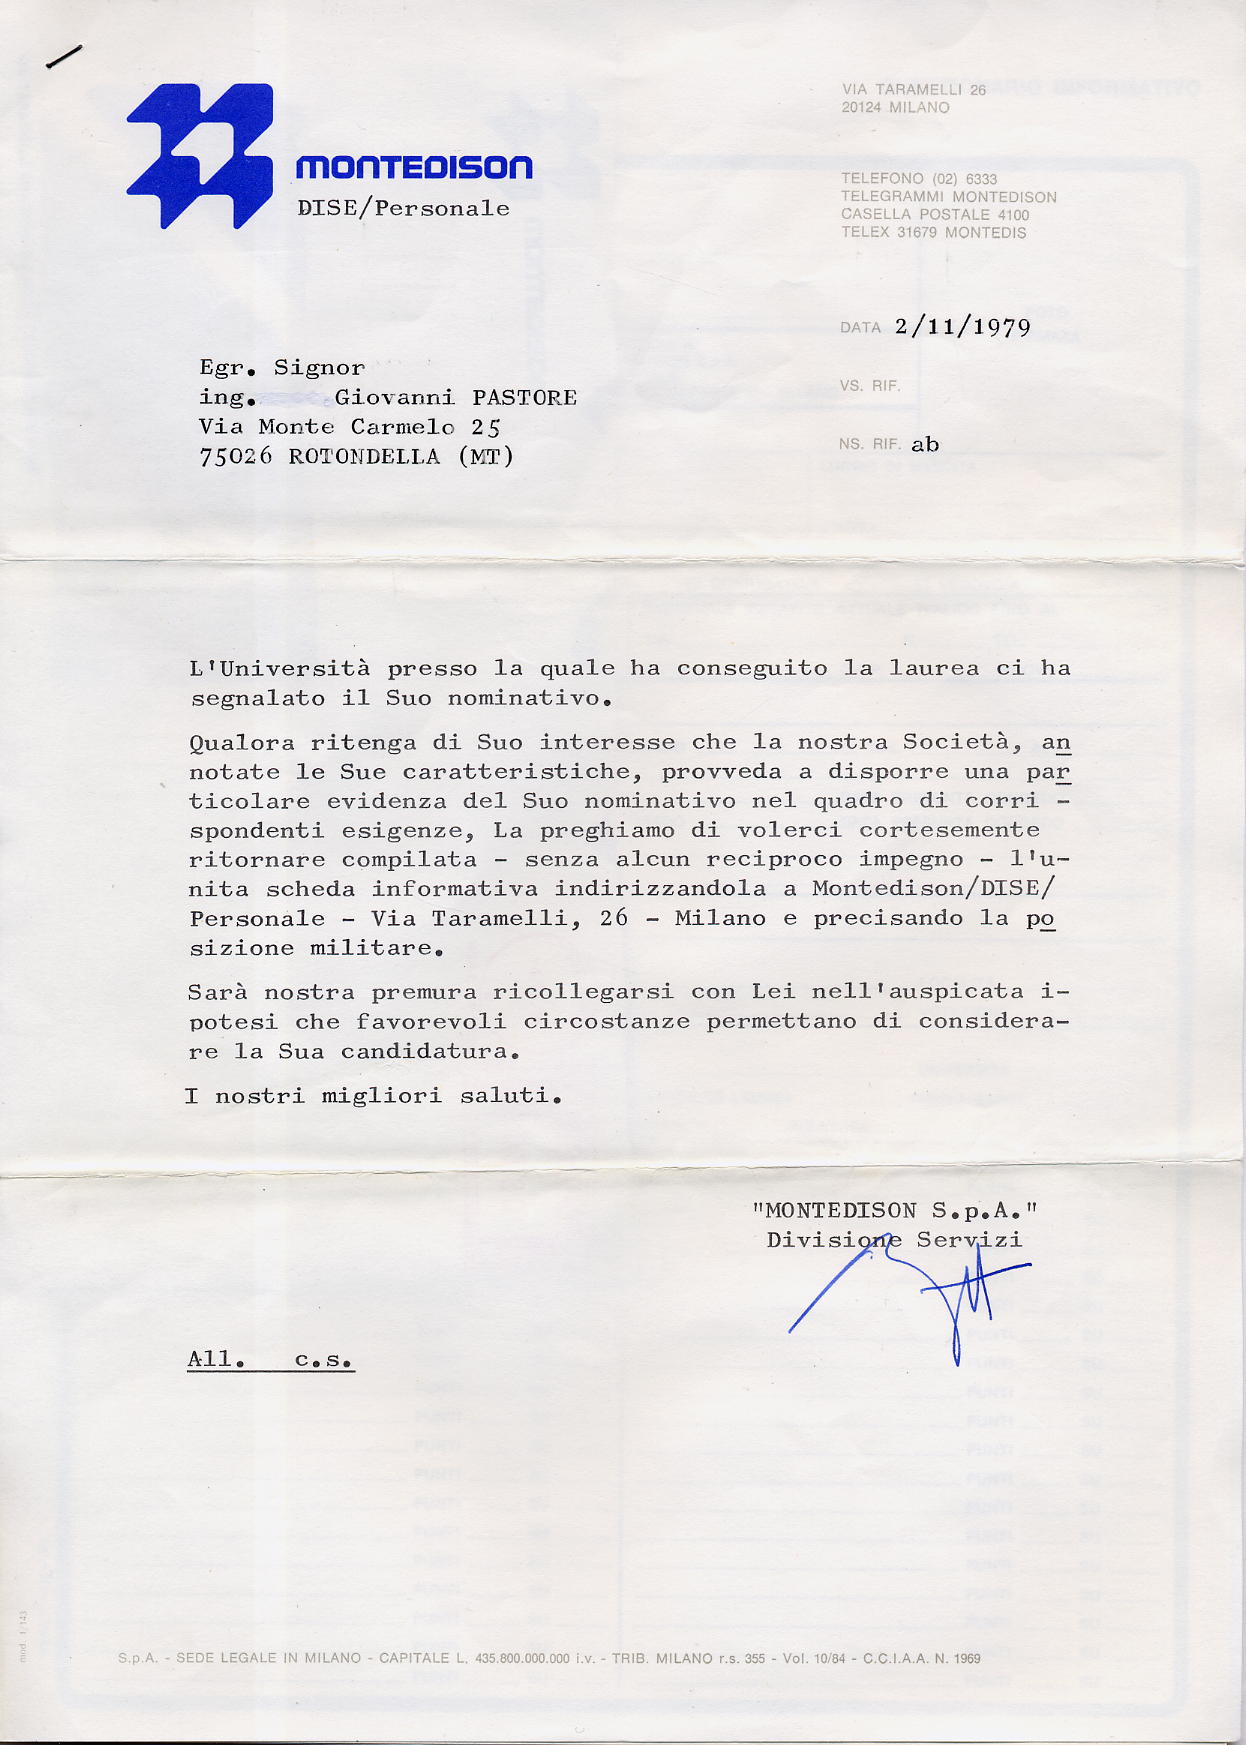 VIA TARAMELLI 26
20124 MILANO
MONTEDISON
DISE/Personale
TELEFONO (02) 6333
TELEGRAMMI MONTEDISON
CASELLA POSTALE 4100
TELEX 31679 MONTEDIS
DATA 2/11/1979
Egr. Signor
ing. Giovanni PASTORE
Via Monte Carmelo 25
75026 ROTONDELLA (MT)
VS. RIF.
NS. RIF. ab
L'Università presso la quale ha conseguito la laurea ci ha
segnalato il Suo nominativo.
Qualora ritenga di Suo interesse che la nostra Società, an
notate le Sue caratteristiche, provveda a disporre una par
ticolare evidenza del Suo nominativo nel quadro di corri -
spondenti esigenze, La preghiamo di volerci cortesemente
ritornare compilata - senza alcun reciproco impegno - l'u-
nita scheda informativa indirizzandola a Montedison/DISE/
Personale - Via Taramelli, 26 - Milano e precisando la po
sizione militare.
Sarà nostra premura ricollegarsi con Lei nell'auspicata i-
potesi che favorevoli circostanze permettano di considera-
re la Sua candidatura.
I nostri migliori saluti.
"MONTEDISON S.p.A."
Divisione Servizi
All. c.s.
mod. 1/143
S.p.A. - SEDE LEGALE IN MILANO - CAPITALE L. 435.800.000.000 i.v. - TRIB. MILANO r.s. 355 - Vol. 10/84 - C.C.I.A.A. N. 1969